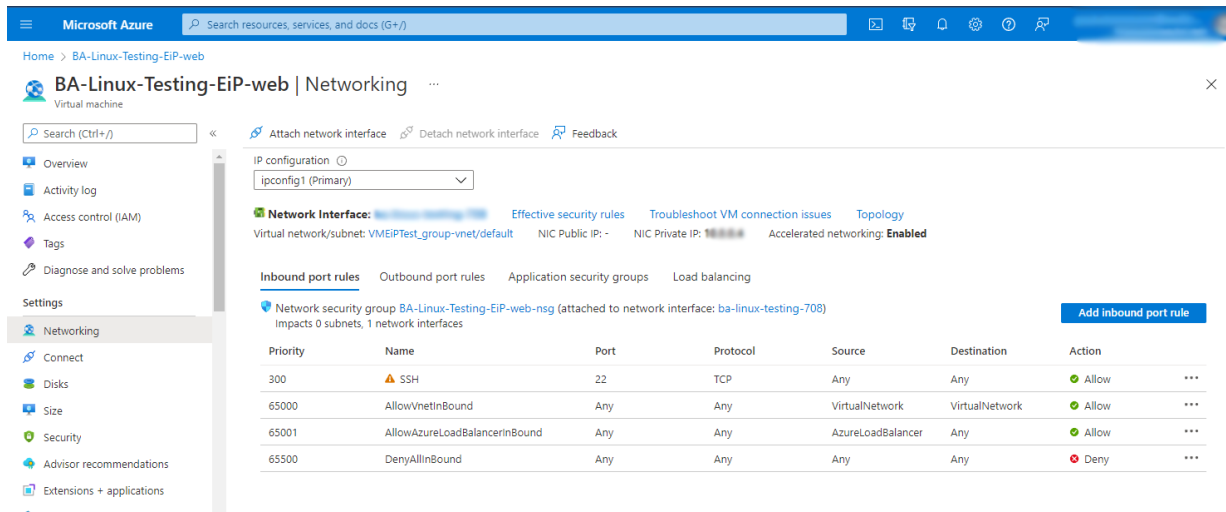 Microsoft Azure
Search resources, services, and docs (G+/)
Home > BA-Linux-Testing-EiP-web
BA-Linux-Testing-EiP-web | Networking ...
Virtual machine
Search (Ctrl+/)
«
Overview
Activity log
Access control (IAM)
Tags
Diagnose and solve problems
Settings
Networking
Connect
Disks
Size
Security
Advisor recommendations
Extensions + applications
Attach network interface Detach network interface Feedback
IP configuration
ipconfig1 (Primary)
Network Interface: Effective security rules Troubleshoot VM connection issues Topology
Virtual network/subnet: VMEiPTest_group-vnet/default NIC Public IP: - NIC Private IP: Accelerated networking: Enabled
Inbound port rules Outbound port rules Application security groups Load balancing
Network security group BA-Linux-Testing-EiP-web-nsg (attached to network interface: ba-linux-testing-708)
Impacts 0 subnets, 1 network interfaces
Add inbound port rule
Priority Name Port Protocol Source Destination Action
300 SSH 22 TCP Any Any Allow ...
65000 AllowVnetInBound Any Any VirtualNetwork VirtualNetwork Allow ...
65001 AllowAzureLoadBalancerInBound Any Any AzureLoadBalancer Any Allow ...
65500 DenyAllInBound Any Any Any Any Deny ...